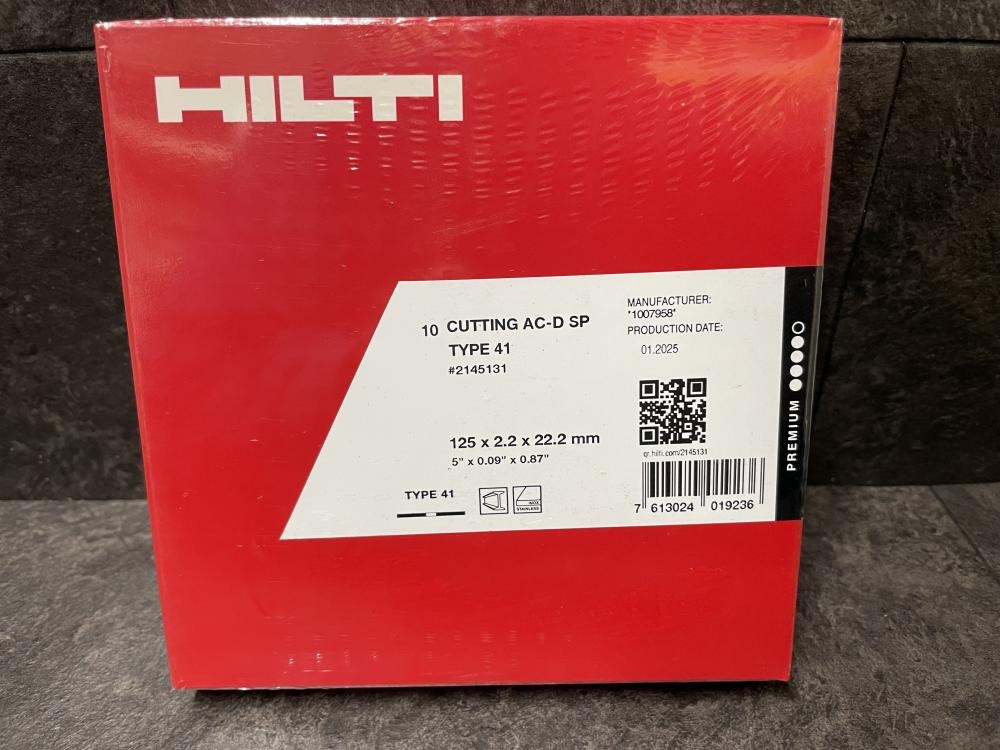 HILTI
10 CUTTING AC-D SP
TYPE 41
#2145131
125 x 2.2 x 22.2 mm
5" x 0.09" x 0.87"
TYPE 41
INOX
STAINLESS
MANUFACTURER:
*1007958*
PRODUCTION DATE:
01.2025
qr.hilti.com/2145131
7 613024 019236
PREMIUM